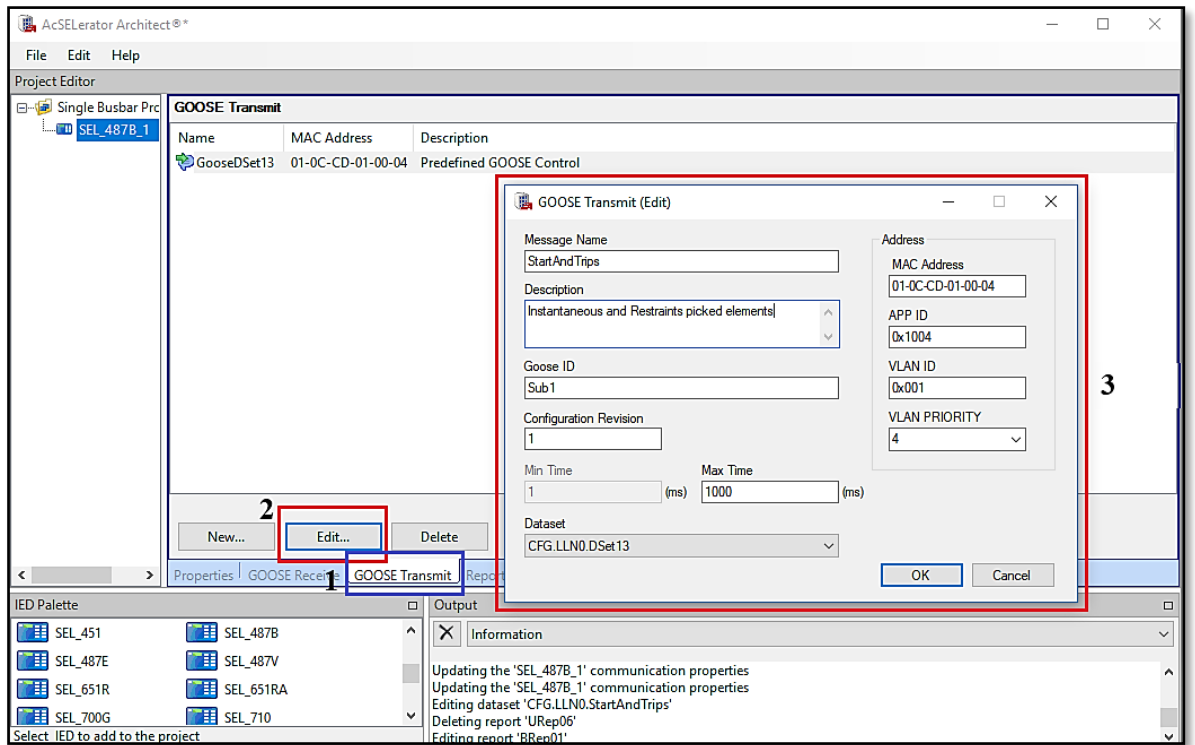 AcSELerator Architect®*
File Edit Help
Project Editor
Single Busbar Prc
SEL_487B_1
GOOSE Transmit
Name MAC Address Description
GooseDSet13 01-0C-CD-01-00-04 Predefined GOOSE Control
GOOSE Transmit (Edit)
Message Name
StartAndTrips
Description
Instantaneous and Restraints picked elements
Goose ID
Sub1
Configuration Revision
1
Min Time Max Time
1 (ms) 1000 (ms)
Dataset
CFG.LLN0.DSet13
Address
MAC Address
01-0C-CD-01-00-04
APP ID
0x1004
VLAN ID
0x001
VLAN PRIORITY
4
OK Cancel
3
2
New... Edit... Delete
1
Properties GOOSE Receive GOOSE Transmit Report
IED Palette
SEL_451 SEL_487B
SEL_487E SEL_487V
SEL_651R SEL_651RA
SEL_700G SEL_710
Select IED to add to the project
Output
Information
Updating the 'SEL_487B_1' communication properties
Updating the 'SEL_487B_1' communication properties
Editing dataset 'CFG.LLN0.StartAndTrips'
Deleting report 'URep06'
Editing report 'BRep01'